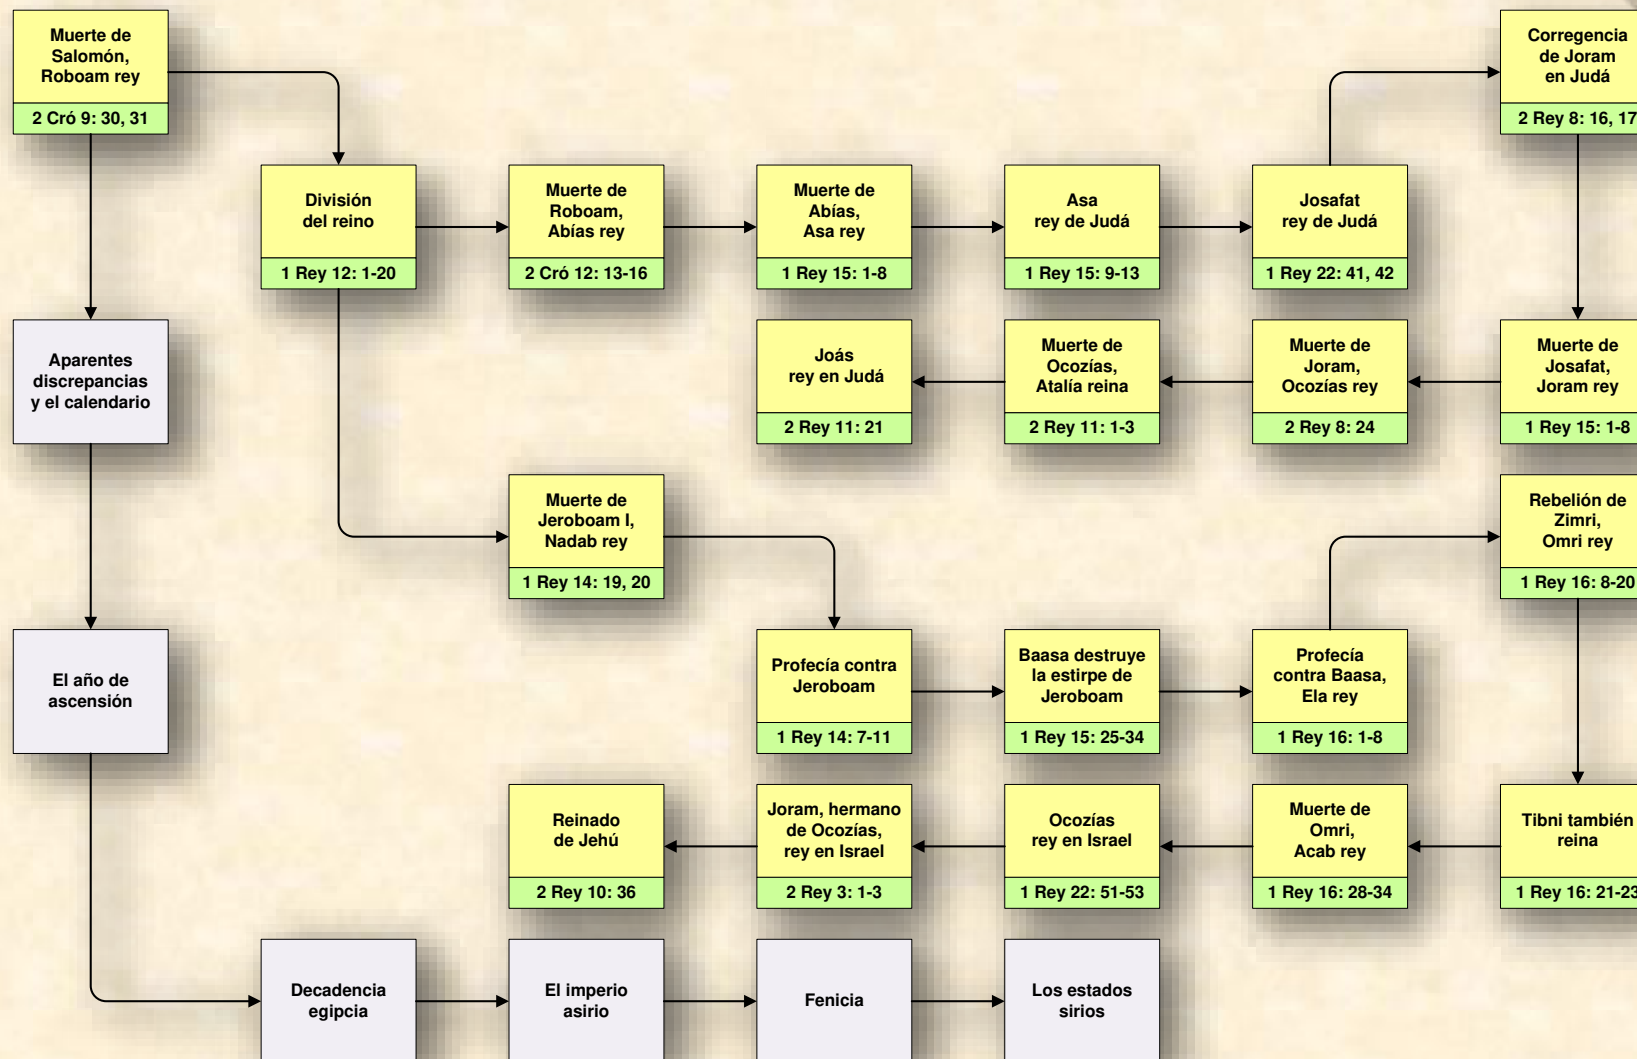 Muerte de
Salomón,
Roboam rey
2 Cró 9: 30, 31
Corregencia
de Joram
en Judá
2 Rey 8: 16, 17
División
del reino
1 Rey 12: 1-20
Muerte de
Roboam,
Abías rey
2 Cró 12: 13-16
Muerte de
Abías,
Asa rey
1 Rey 15: 1-8
Asa
rey de Judá
1 Rey 15: 9-13
Josafat
rey de Judá
1 Rey 22: 41, 42
Aparentes
discrepancias
y el calendario
Joás
rey en Judá
2 Rey 11: 21
Muerte de
Ocozías,
Atalía reina
2 Rey 11: 1-3
Muerte de
Joram,
Ocozías rey
2 Rey 8: 24
Muerte de
Josafat,
Joram rey
1 Rey 15: 1-8
Muerte de
Jeroboam I,
Nadab rey
1 Rey 14: 19, 20
Rebelión de
Zimri,
Omri rey
1 Rey 16: 8-20
El año de
ascensión
Profecía contra
Jeroboam
1 Rey 14: 7-11
Baasa destruye
la estirpe de
Jeroboam
1 Rey 15: 25-34
Profecía
contra Baasa,
Ela rey
1 Rey 16: 1-8
Reinado
de Jehú
2 Rey 10: 36
Joram, hermano
de Ocozías,
rey en Israel
2 Rey 3: 1-3
Ocozías
rey en Israel
1 Rey 22: 51-53
Muerte de
Omri,
Acab rey
1 Rey 16: 28-34
Tibni también
reina
1 Rey 16: 21-23
Decadencia
egipcia
El imperio
asirio
Fenicia
Los estados
sirios